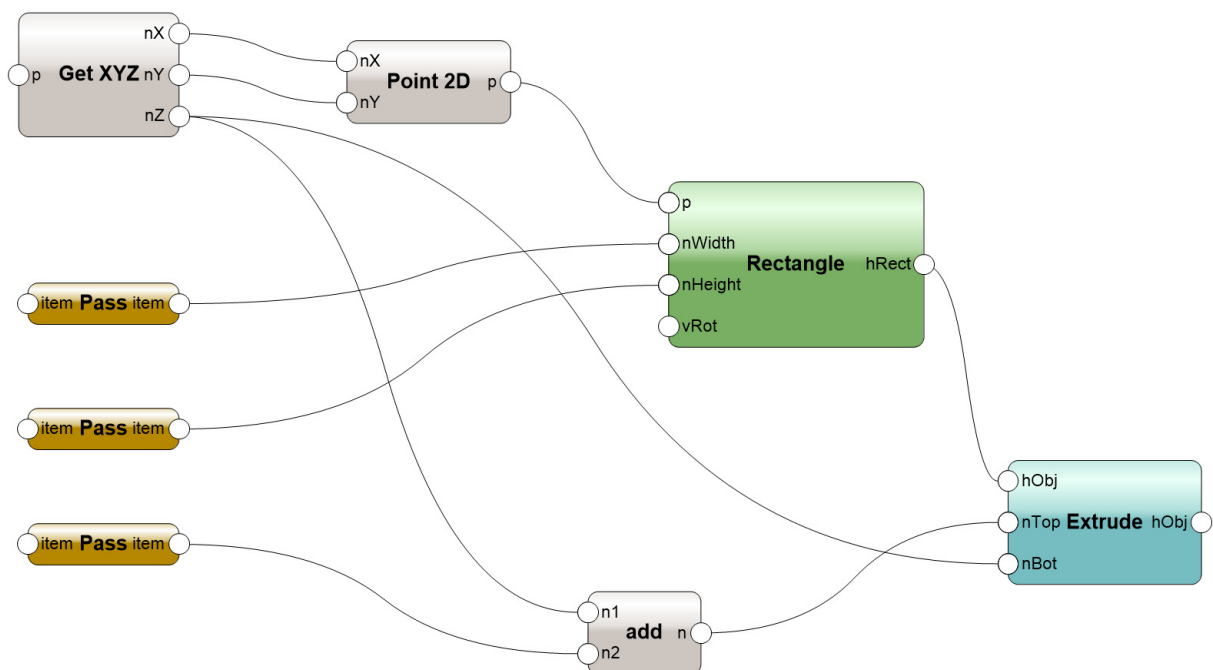 nX
p Get XYZ nY
nZ
nX
Point 2D p
nY
p
nWidth
Rectangle hRect
nHeight
vRot
item Pass item
item Pass item
item Pass item
hObj
nTop Extrude hObj
nBot
n1
add n
n2